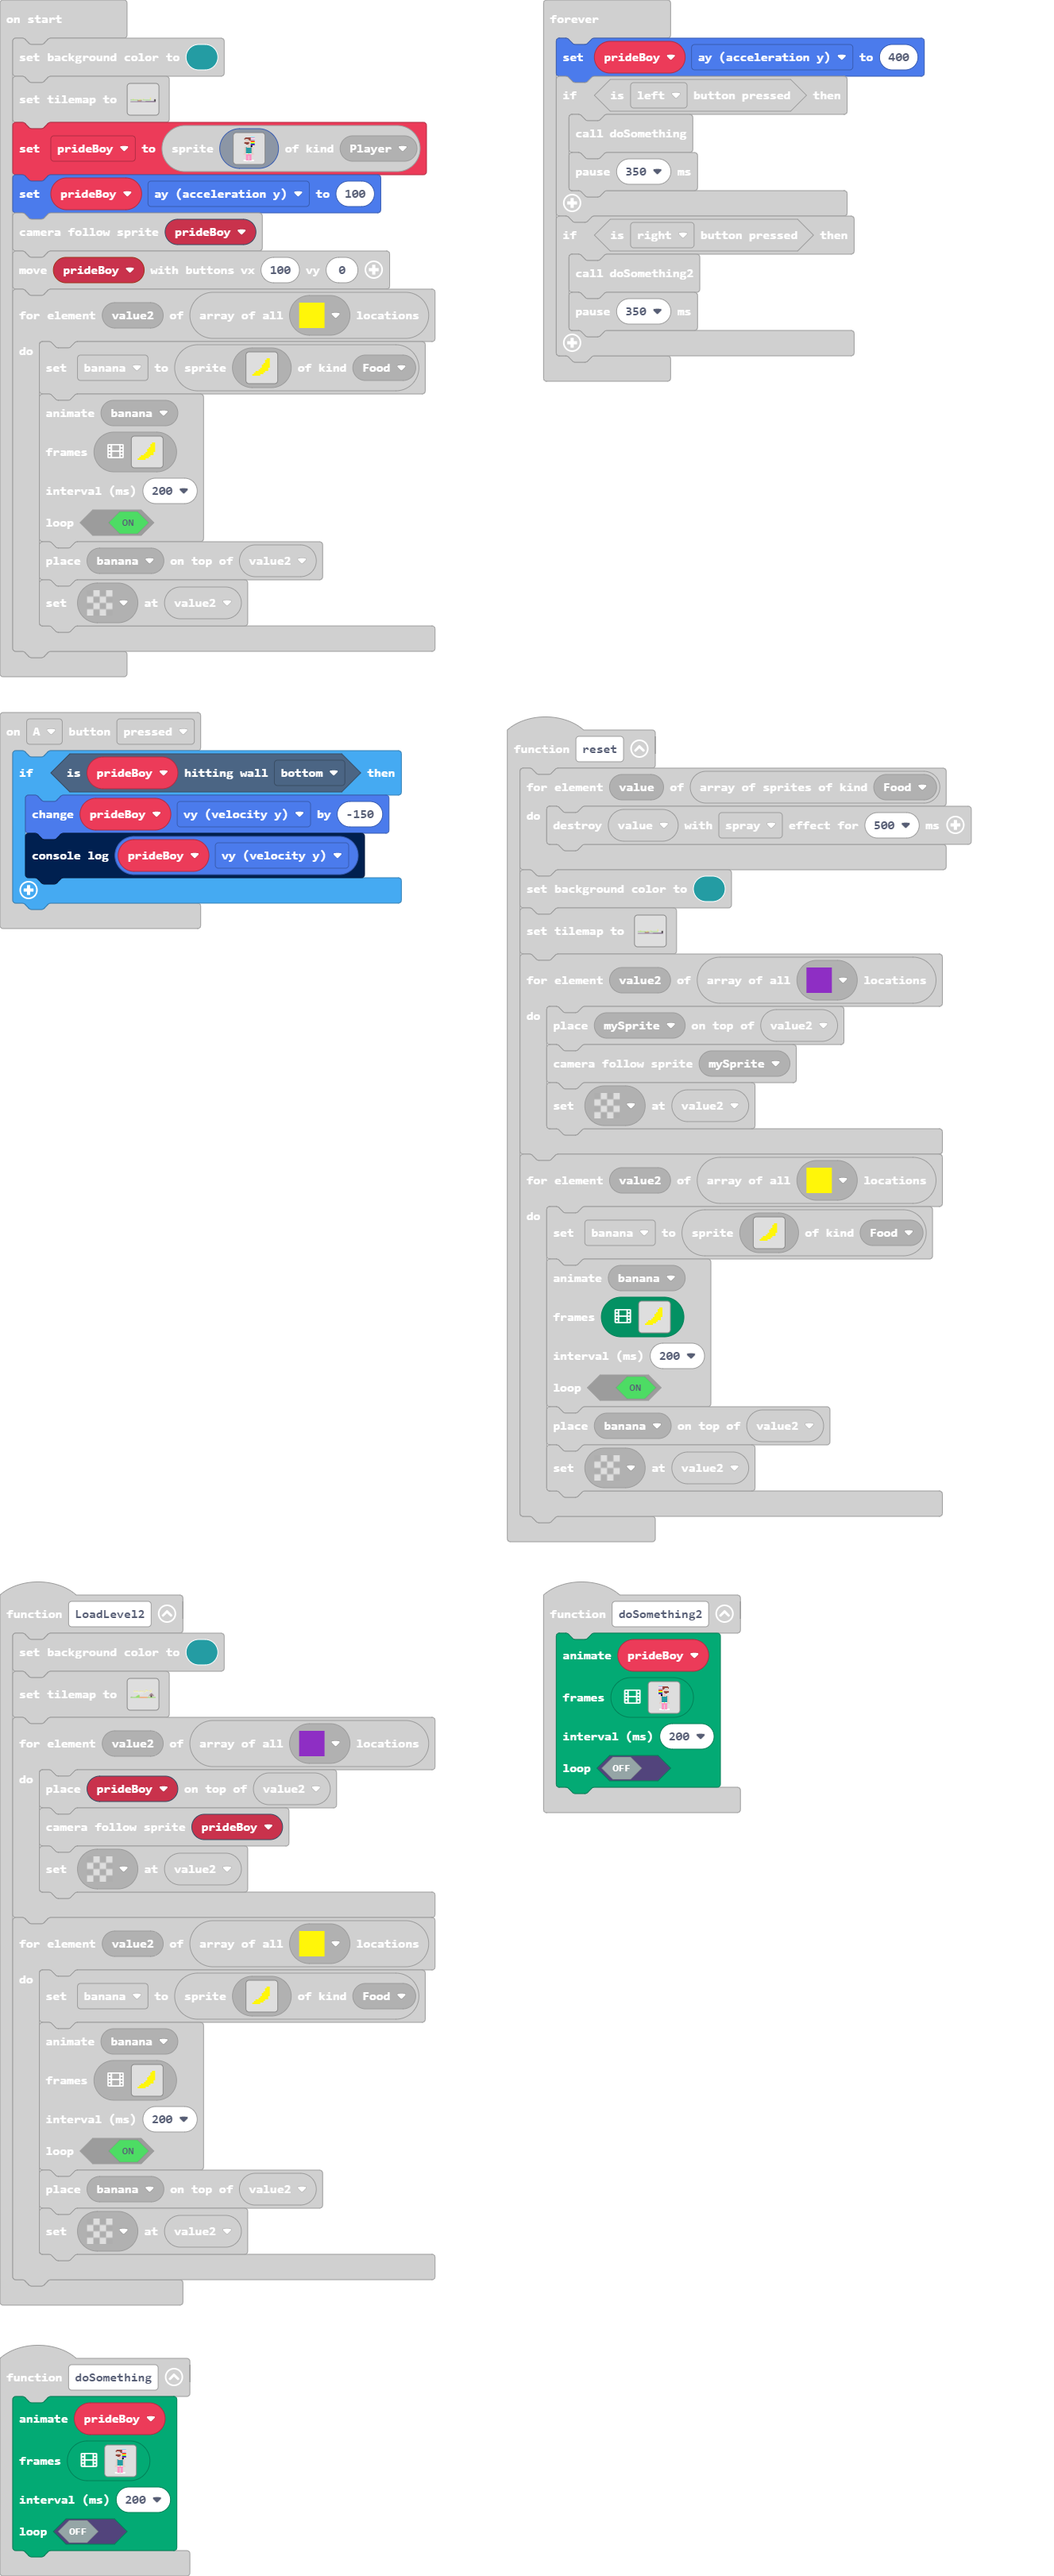 on start
set background color to
set tilemap to
set prideBoy to sprite of kind Player
set prideBoy ay (acceleration y) to 100
camera follow sprite prideBoy
move prideBoy with buttons vx 100 vy 0
for element value2 of array of all locations
do
set banana to sprite of kind Food
animate banana
frames
interval (ms) 200
loop ON
place banana on top of value2
set at value2
forever
set prideBoy ay (acceleration y) to 400
if is left button pressed then
call doSomething
pause 350 ms
if is right button pressed then
call doSomething2
pause 350 ms
on A button pressed
if is prideBoy hitting wall bottom then
change prideBoy vy (velocity y) by -150
console log prideBoy vy (velocity y)
function reset
for element value of array of sprites of kind Food
do
destroy value with spray effect for 500 ms
set background color to
set tilemap to
for element value2 of array of all locations
do
place mySprite on top of value2
camera follow sprite mySprite
set at value2
for element value2 of array of all locations
do
set banana to sprite of kind Food
animate banana
frames
interval (ms) 200
loop ON
place banana on top of value2
set at value2
function LoadLevel2
set background color to
set tilemap to
for element value2 of array of all locations
do
place prideBoy on top of value2
camera follow sprite prideBoy
set at value2
for element value2 of array of all locations
do
set banana to sprite of kind Food
animate banana
frames
interval (ms) 200
loop ON
place banana on top of value2
set at value2
function doSomething2
animate prideBoy
frames
interval (ms) 200
loop OFF
function doSomething
animate prideBoy
frames
interval (ms) 200
loop OFF